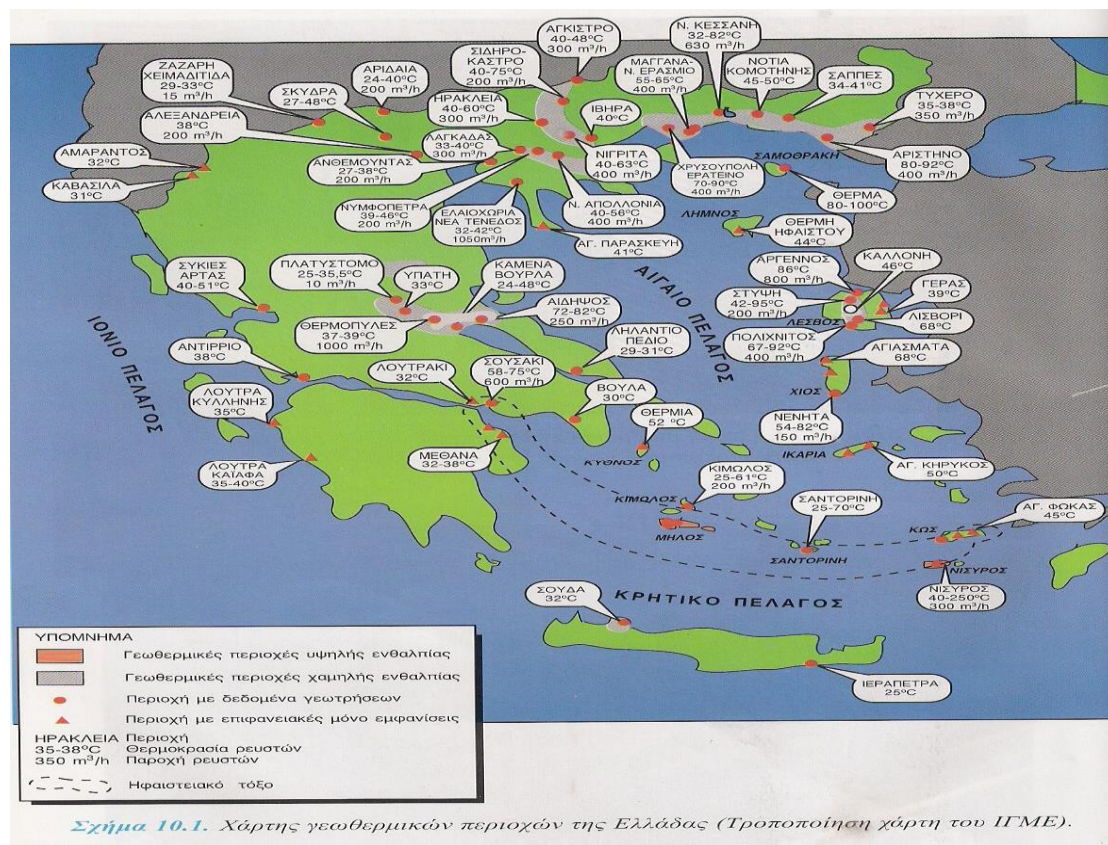 ΑΓΚΙΣΤΡΟ
40-48°C
300 m³/h
Ν. ΚΕΣΣΑΝΗ
32-82°C
630 m³/h
ΣΙΔΗΡΟ-
ΚΑΣΤΡΟ
40-75°C
200 m³/h
ΜΑΓΓΑΝΑ-
Ν. ΕΡΑΣΜΙΟ
55-65°C
400 m³/h
ΝΟΤΙΑ
ΚΟΜΟΤΗΝΗΣ
45-50°C
ΣΑΠΠΕΣ
34-41°C
ΖΑΖΑΡΗ
ΧΕΙΜΑΔΙΤΙΔΑ
29-33°C
15 m³/h
ΑΡΙΔΑΙΑ
24-40°C
200 m³/h
ΣΚΥΔΡΑ
27-48°C
ΗΡΑΚΛΕΙΑ
40-60°C
300 m³/h
ΙΒΗΡΑ
40°C
ΤΥΧΕΡΟ
35-38°C
350 m³/h
ΑΛΕΞΑΝΔΡΕΙΑ
38°C
200 m³/h
ΛΑΓΚΑΔΑΣ
33-40°C
300 m³/h
ΑΜΑΡΑΝΤΟΣ
32°C
ΚΑΒΑΣΙΛΑ
31°C
ΑΝΘΕΜΟΥΝΤΑΣ
27-38°C
200 m³/h
ΝΙΓΡΙΤΑ
40-63°C
400 m³/h
ΧΡΥΣΟΥΠΟΛΗ
ΕΡΑΤΕΙΝΟ
70-90°C
400 m³/h
ΣΑΜΟΘΡΑΚΗ
ΑΡΙΣΤΗΝΟ
80-92°C
400 m³/h
ΘΕΡΜΑ
80-100°C
ΝΥΜΦΟΠΕΤΡΑ
39-46°C
200 m³/h
ΕΛΑΙΟΧΩΡΙΑ
ΝΕΑ ΤΕΝΕΔΟΣ
32-42°C
1050m³/h
Ν. ΑΠΟΛΛΟΝΙΑ
40-56°C
400 m³/h
ΑΓ. ΠΑΡΑΣΚΕΥΗ
41°C
ΛΗΜΝΟΣ
ΘΕΡΜΗ
ΗΦΑΙΣΤΟΥ
44°C
ΣΥΚΙΕΣ
ΑΡΤΑΣ
40-51°C
ΠΛΑΤΥΣΤΟΜΟ
25-35,5°C
10 m³/h
ΥΠΑΤΗ
33°C
ΚΑΜΕΝΑ
ΒΟΥΡΛΑ
24-48°C
ΑΙΔΗΨΟΣ
72-82°C
250 m³/h
ΘΕΡΜΟΠΥΛΕΣ
37-39°C
1000 m³/h
ΑΙΓΑΙΟ ΠΕΛΑΓΟΣ
ΙΟΝΙΟ ΠΕΛΑΓΟΣ
ΑΡΓΕΝΝΟΣ
86°C
800 m³/h
ΚΑΛΛΟΝΗ
46°C
ΓΕΡΑΣ
39°C
ΣΤΥΨΗ
42-95°C
200 m³/h
ΛΕΣΒΟΣ
ΛΙΣΒΟΡΙ
68°C
ΠΟΛΙΧΝΙΤΟΣ
67-92°C
400 m³/h
ΑΓΙΑΣΜΑΤΑ
68°C
ΑΝΤΙΡΡΙΟ
38°C
ΛΗΛΑΝΤΙΟ
ΠΕΔΙΟ
29-31°C
ΛΟΥΤΡΑΚΙ
32°C
ΣΟΥΣΑΚΙ
58-75°C
600 m³/h
ΒΟΥΛΑ
30°C
ΧΙΟΣ
ΝΕΝΗΤΑ
54-82°C
150 m³/h
ΛΟΥΤΡΑ
ΚΥΛΛΗΝΗΣ
35°C
ΘΕΡΜΙΑ
52 °C
ΚΥΘΝΟΣ
ΛΟΥΤΡΑ
ΚΑΪΑΦΑ
35-40°C
ΜΕΘΑΝΑ
32-38°C
ΙΚΑΡΙΑ
ΑΓ. ΚΗΡΥΚΟΣ
50°C
ΚΙΜΩΛΟΣ
25-61°C
200 m³/h
ΚΙΜΩΛΟΣ
ΜΗΛΟΣ
ΣΑΝΤΟΡΙΝΗ
25-70°C
ΣΑΝΤΟΡΙΝΗ
ΑΓ. ΦΩΚΑΣ
45°C
ΚΩΣ
ΝΙΣΥΡΟΣ
ΝΙΣΥΡΟΣ
40-250°C
300 m³/h
ΣΟΥΔΑ
32°C
ΚΡΗΤΙΚΟ ΠΕΛΑΓΟΣ
ΙΕΡΑΠΕΤΡΑ
25°C
ΥΠΟΜΝΗΜΑ
Γεωθερμικές περιοχές υψηλής ενθαλπίας
Γεωθερμικές περιοχές χαμηλής ενθαλπίας
Περιοχή με δεδομένα γεωτρήσεων
Περιοχή με επιφανειακές μόνο εμφανίσεις
ΗΡΑΚΛΕΙΑ Περιοχή
35-38°C Θερμοκρασία ρευστών
350 m³/h Παροχή ρευστών
Ηφαιστειακό τόξο
Σχήμα 10.1. Χάρτης γεωθερμικών περιοχών της Ελλάδας (Τροποποίηση χάρτη του ΙΓΜΕ).